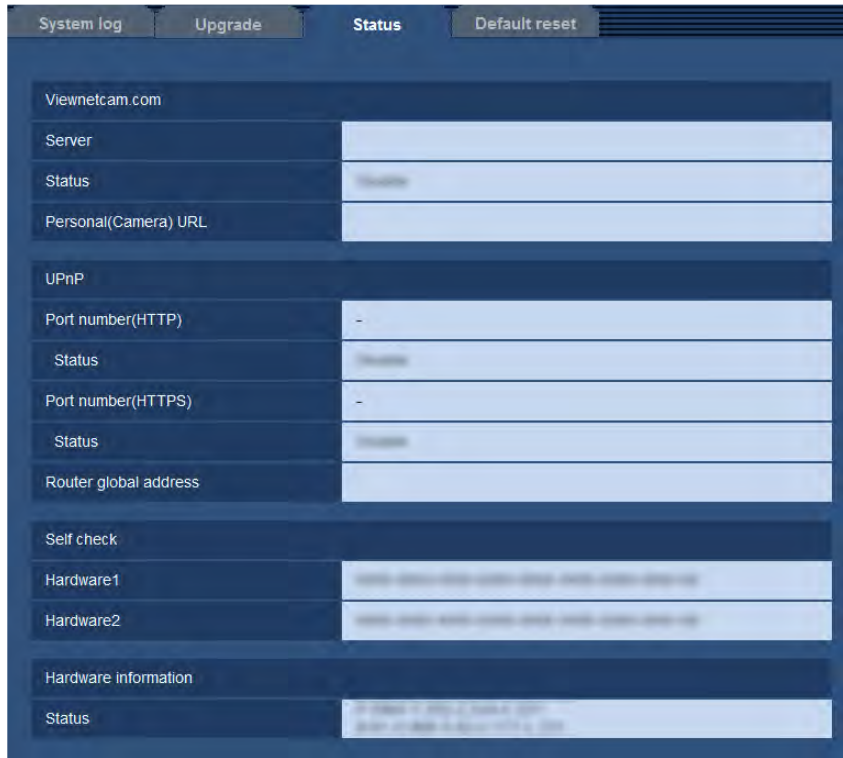 System log Upgrade Status Default reset
Viewnetcam.com
Server
Status
Personal(Camera) URL
UPnP
Port number(HTTP) -
Status
Port number(HTTPS) -
Status
Router global address
Self check
Hardware1
Hardware2
Hardware information
Status